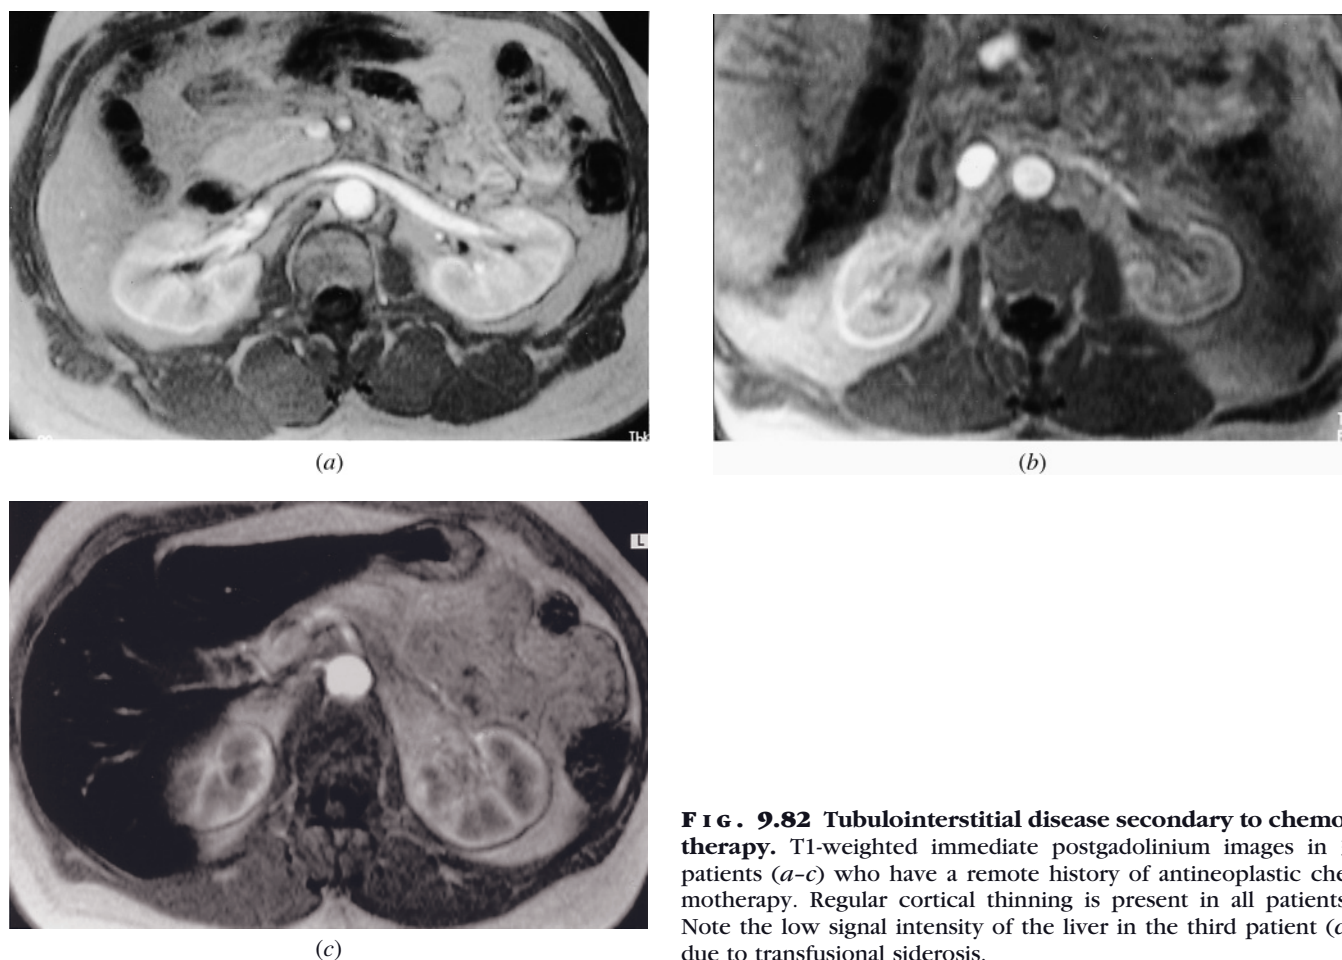 (a)
(b)
L
(c)
FIG. 9.82 Tubulointerstitial disease secondary to chemo-
therapy. T1-weighted immediate postgadolinium images in
patients (a–c) who have a remote history of antineoplastic che-
motherapy. Regular cortical thinning is present in all patients.
Note the low signal intensity of the liver in the third patient
due to transfusional siderosis.